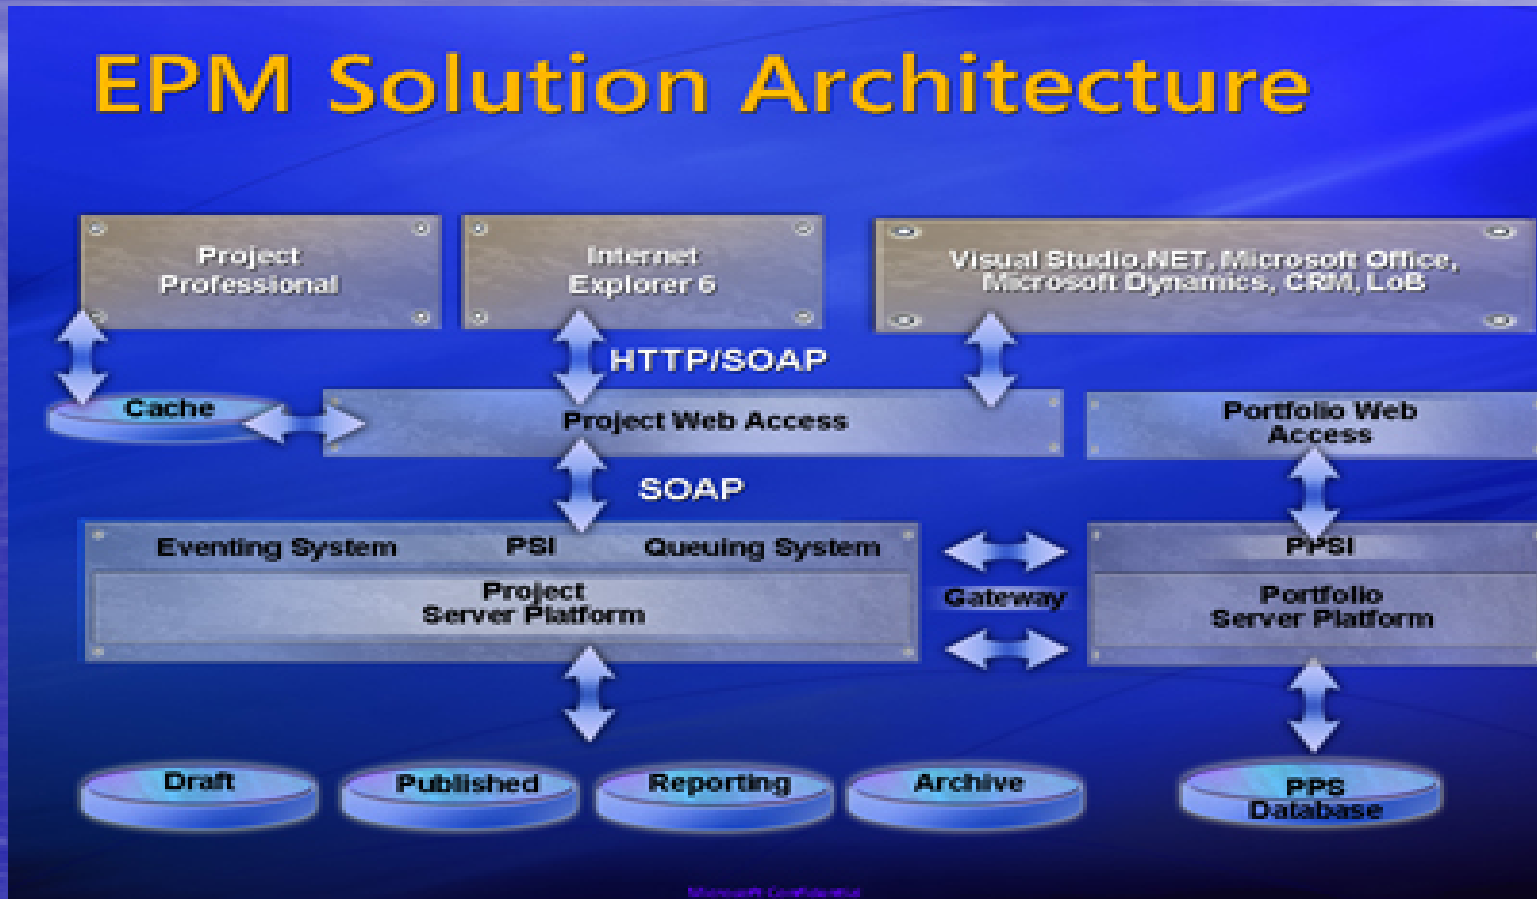 EPM Solution Architecture
Project
Professional
Internet
Explorer 6
Visual Studio.NET, Microsoft Office,
Microsoft Dynamics, CRM, LoB
HTTP/SOAP
Cache
Project Web Access
Portfolio Web
Access
SOAP
Eventing System
PSI
Queuing System
PPSI
Project
Server Platform
Gateway
Portfolio
Server Platform
Draft
Published
Reporting
Archive
PPS
Database
Microsoft Confidential